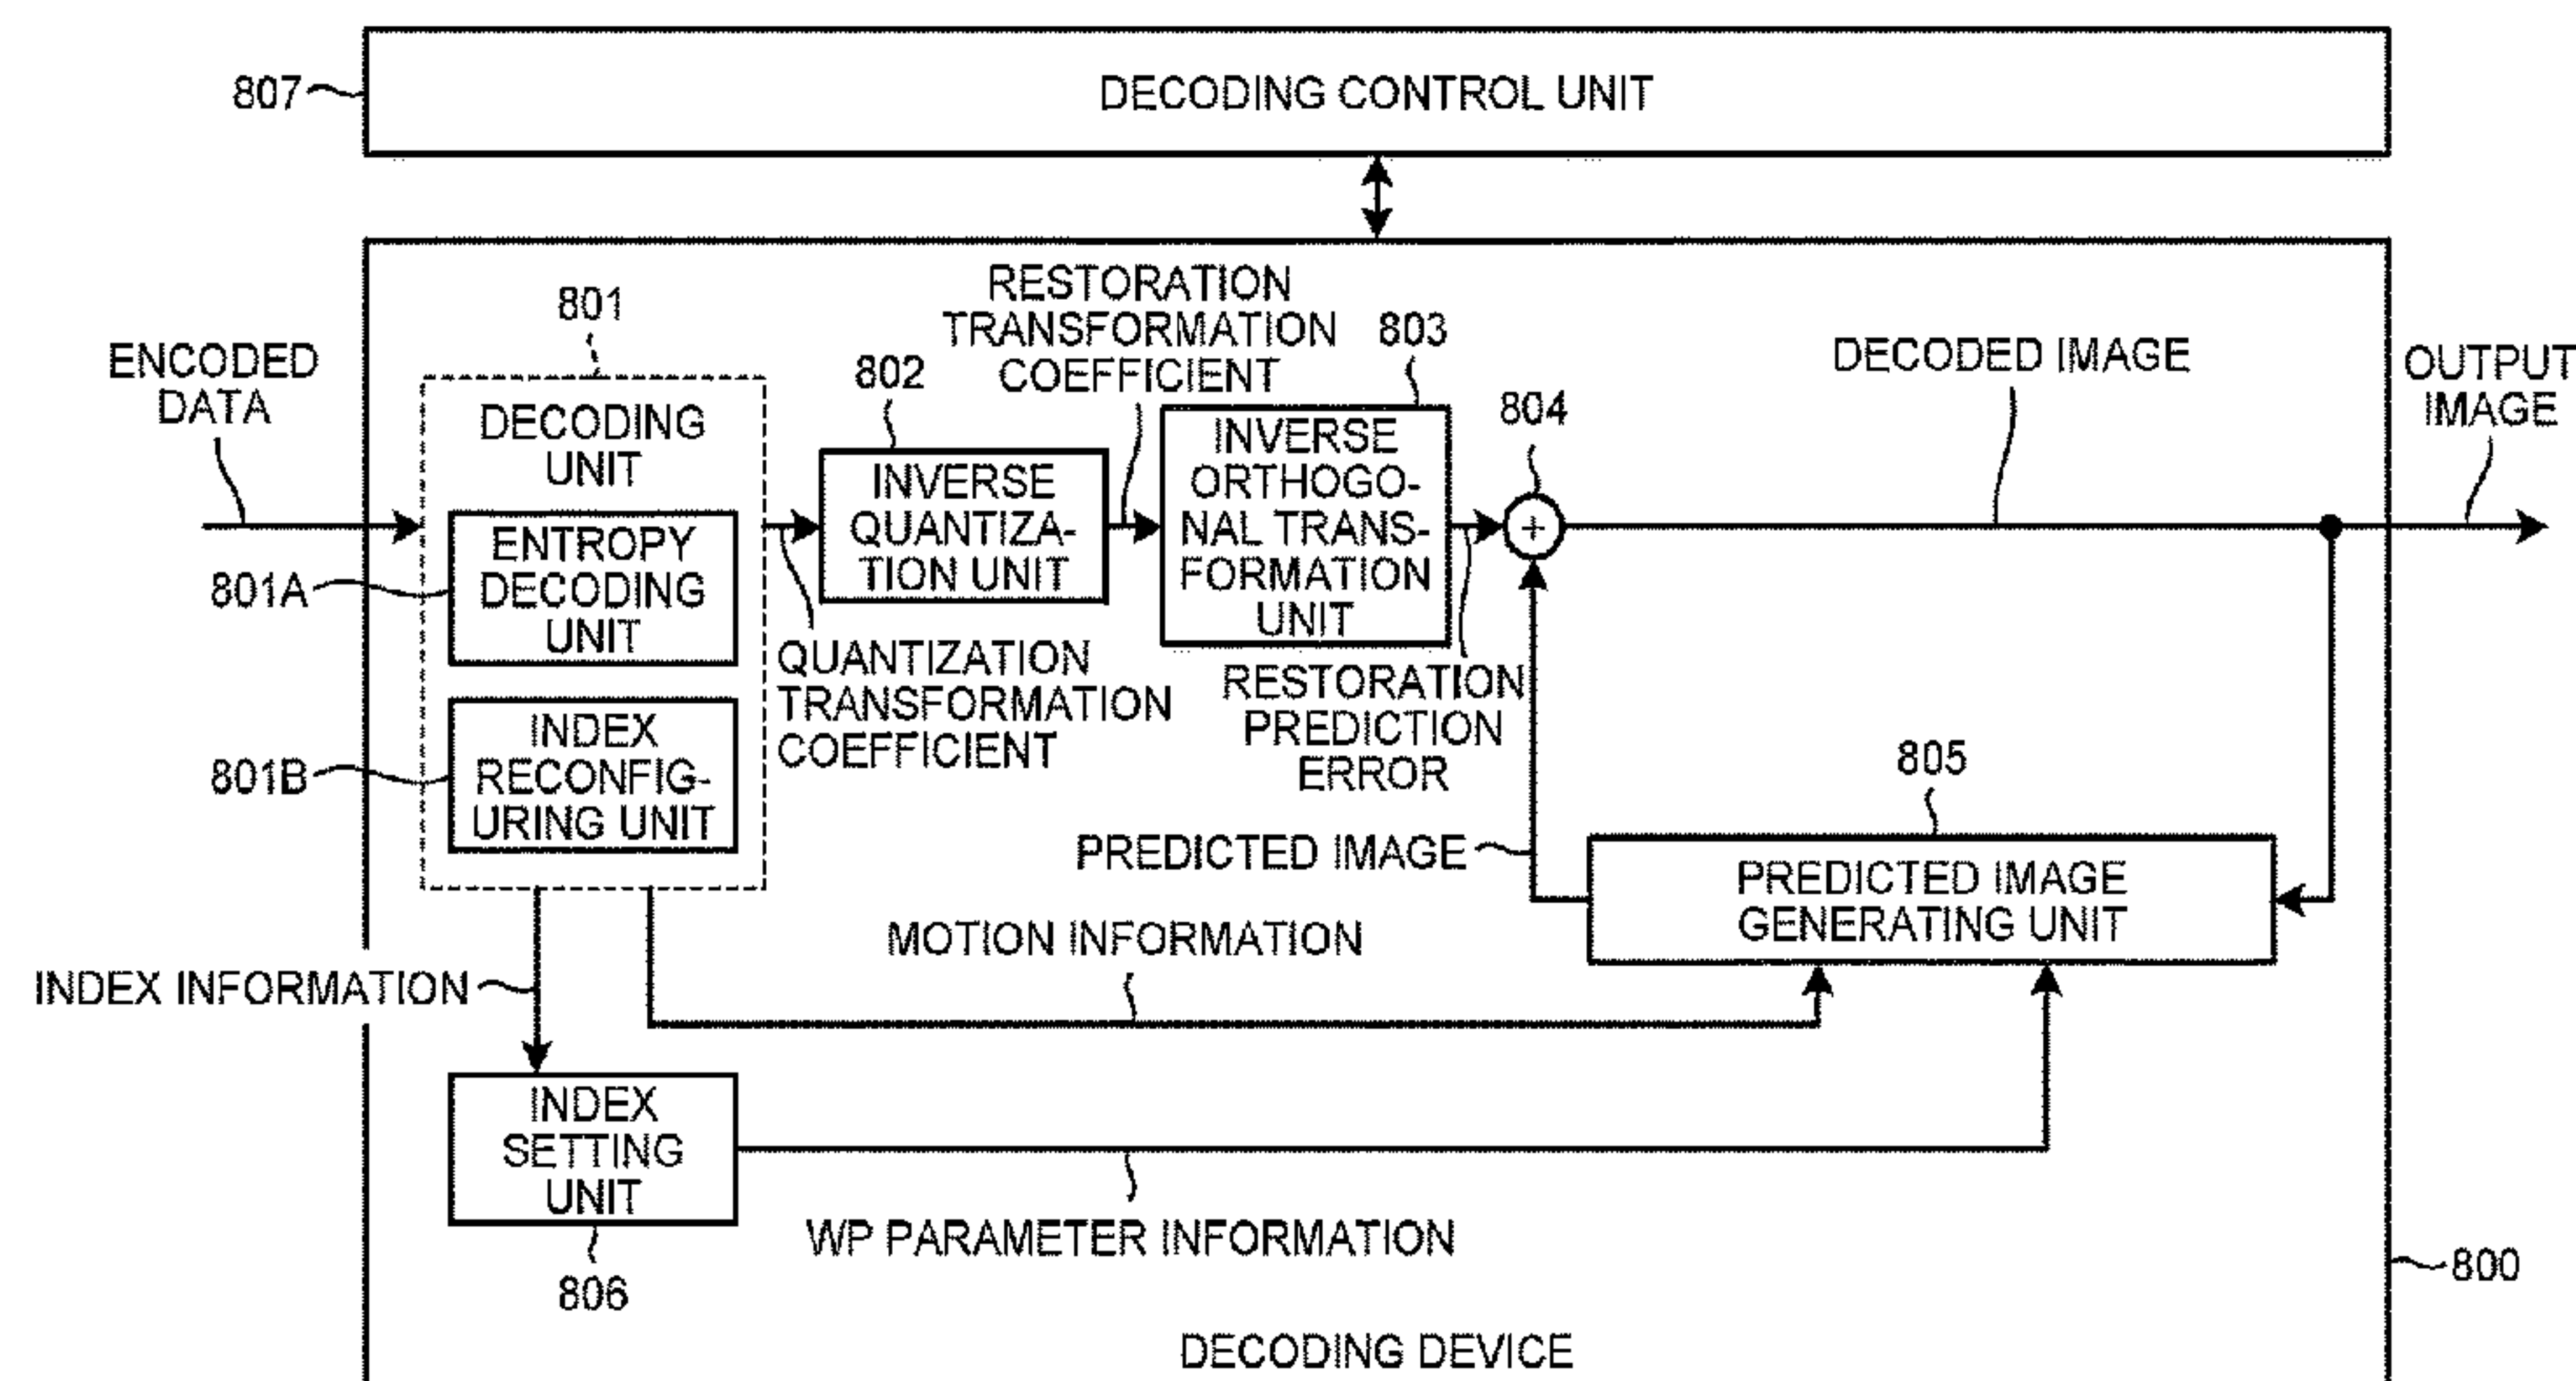 807
DECODING CONTROL UNIT
801
RESTORATION
TRANSFORMATION
COEFFICIENT
803
ENCODED
DATA
802
804
DECODED IMAGE
OUTPUT
IMAGE
DECODING
UNIT
ENTROPY
DECODING
UNIT
801A
INDEX
RECONFIG-
URING UNIT
801B
INVERSE
QUANTIZA-
TION UNIT
INVERSE
ORTHOGO-
NAL TRANS-
FORMATION
UNIT
+
QUANTIZATION
TRANSFORMATION
COEFFICIENT
RESTORATION
PREDICTION
ERROR
805
PREDICTED IMAGE
PREDICTED IMAGE
GENERATING UNIT
MOTION INFORMATION
INDEX INFORMATION
INDEX
SETTING
UNIT
WP PARAMETER INFORMATION
806
800
DECODING DEVICE